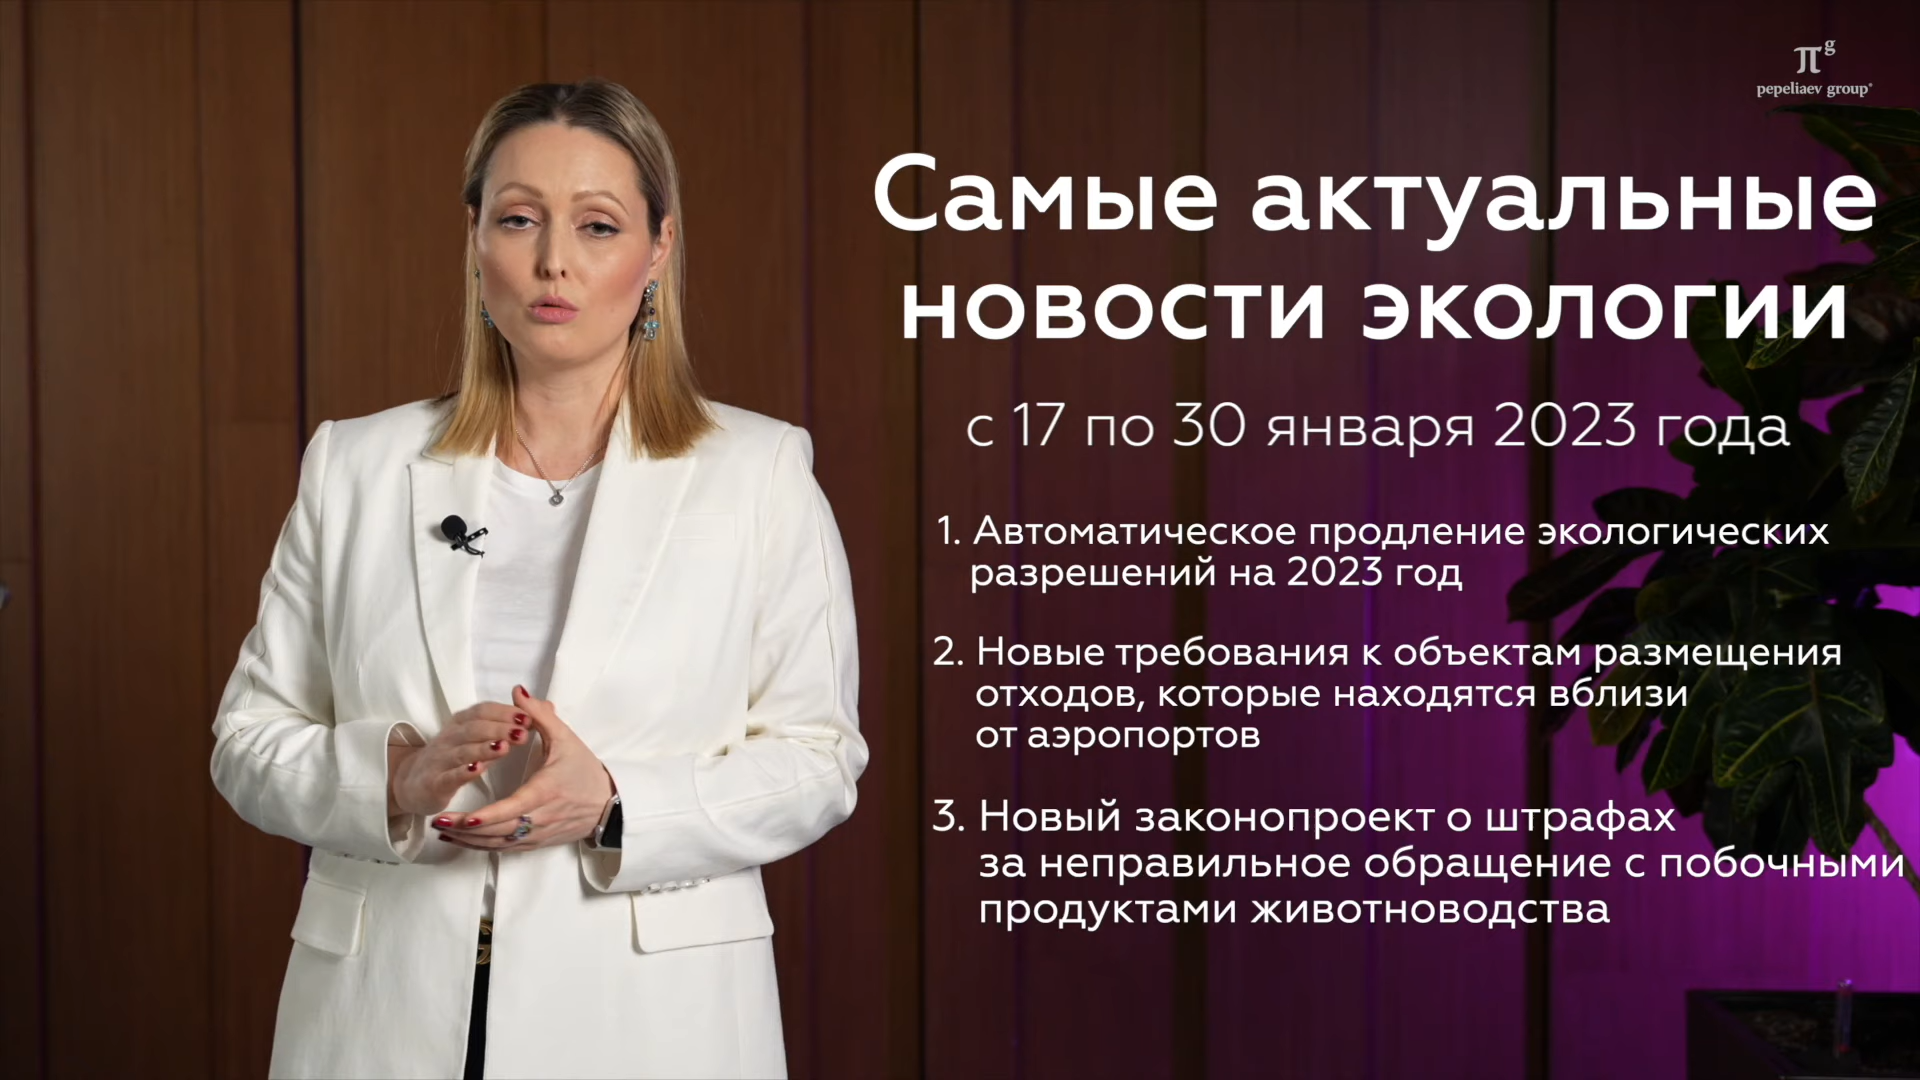 πg
pepeliaev group®
Самые актуальные
новости экологии
с 17 по 30 января 2023 года
1. Автоматическое продление экологических
разрешений на 2023 год
2. Новые требования к объектам размещения
отходов, которые находятся вблизи
от аэропортов
3. Новый законопроект о штрафах
за неправильное обращение с побочными
продуктами животноводства